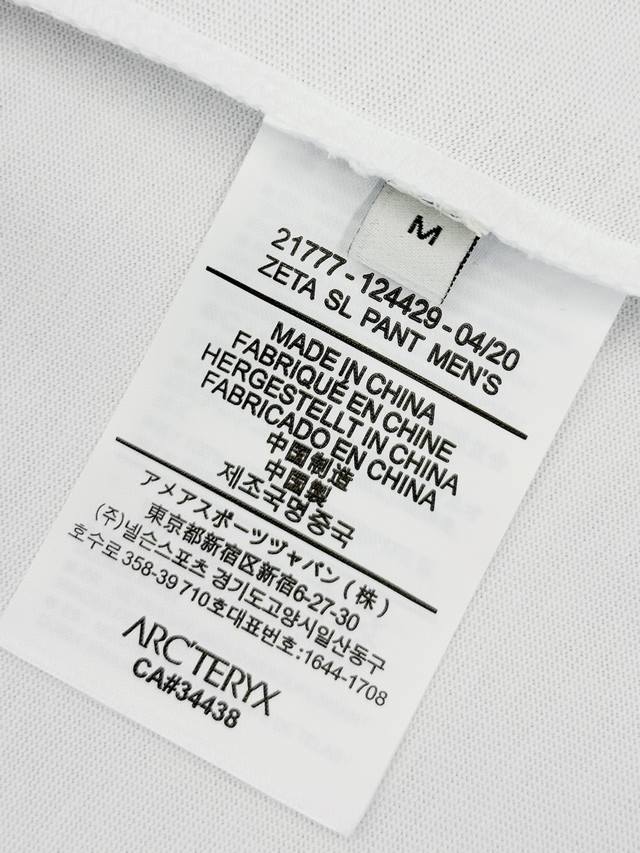 M
21777-124429-04/20
ZETA SL PANT MEN'S
MADE IN CHINA
FABRIQUÉ EN CHINE
HERGESTELLT IN CHINA
FABRICADO EN CHINA
中国制造
中國製
제조국명중국
アメアスポーツヅャパン(株)
東京都新宿区新宿6-27-30
(주)넬슨스포츠 경기도고양시일산동구
호수로358-39 710호대표번호:1644-1708
ARC'TERYX
CA#34438